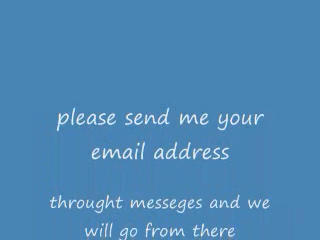 please send me your
email address
throught messeges and we
will go from there